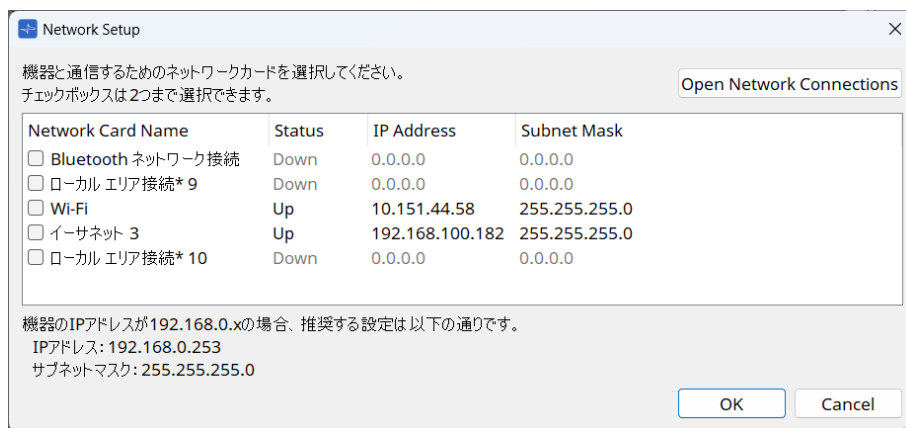 Network Setup
機器と通信するためのネットワークカードを選択してください。
チェックボックスは2つまで選択できます。
Open Network Connections
Network Card Name Status IP Address Subnet Mask
Bluetooth ネットワーク接続 Down 0.0.0.0 0.0.0.0
ローカル エリア接続* 9 Down 0.0.0.0 0.0.0.0
Wi-Fi Up 10.151.44.58 255.255.255.0
イーサネット 3 Up 192.168.100.182 255.255.255.0
ローカル エリア接続* 10 Down 0.0.0.0 0.0.0.0
機器のIPアドレスが192.168.0.xの場合、推奨する設定は以下の通りです。
IPアドレス: 192.168.0.253
サブネットマスク: 255.255.255.0
OK Cancel